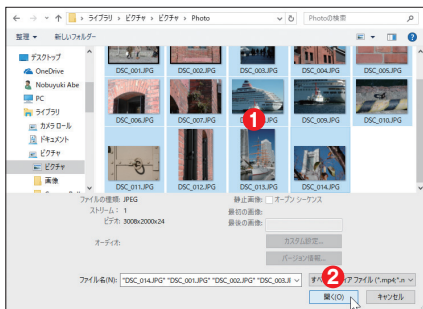 › ライブラリ › ピクチャ › ピクチャ › Photo
Photoの検索
整理 ▼ 新しいフォルダー
デスクトップ
OneDrive
Nobuyuki Abe
PC
ライブラリ
カメラロール
ドキュメント
ピクチャ
ピクチャ
画像
DSC_001.JPG DSC_002.JPG DSC_003.JPG DSC_004.JPG DSC_005.JPG
DSC_006.JPG DSC_007.JPG DSC_009.JPG DSC_010.JPG
1
DSC_011.JPG DSC_012.JPG DSC_013.JPG DSC_014.JPG
ファイルの種類: JPEG
ストリーム: 1
ビデオ: 3008x2000x24
オーディオ:
静止画像: オープン シーケンス
最初の画像:
最後の画像:
カスタム設定...
バージョン情報...
ファイル名(N): "DSC_014.JPG" "DSC_001.JPG" "DSC_002.JPG" "DSC_003.JI
ファイル (*.mp4;*.n
2
開く(O) キャンセル